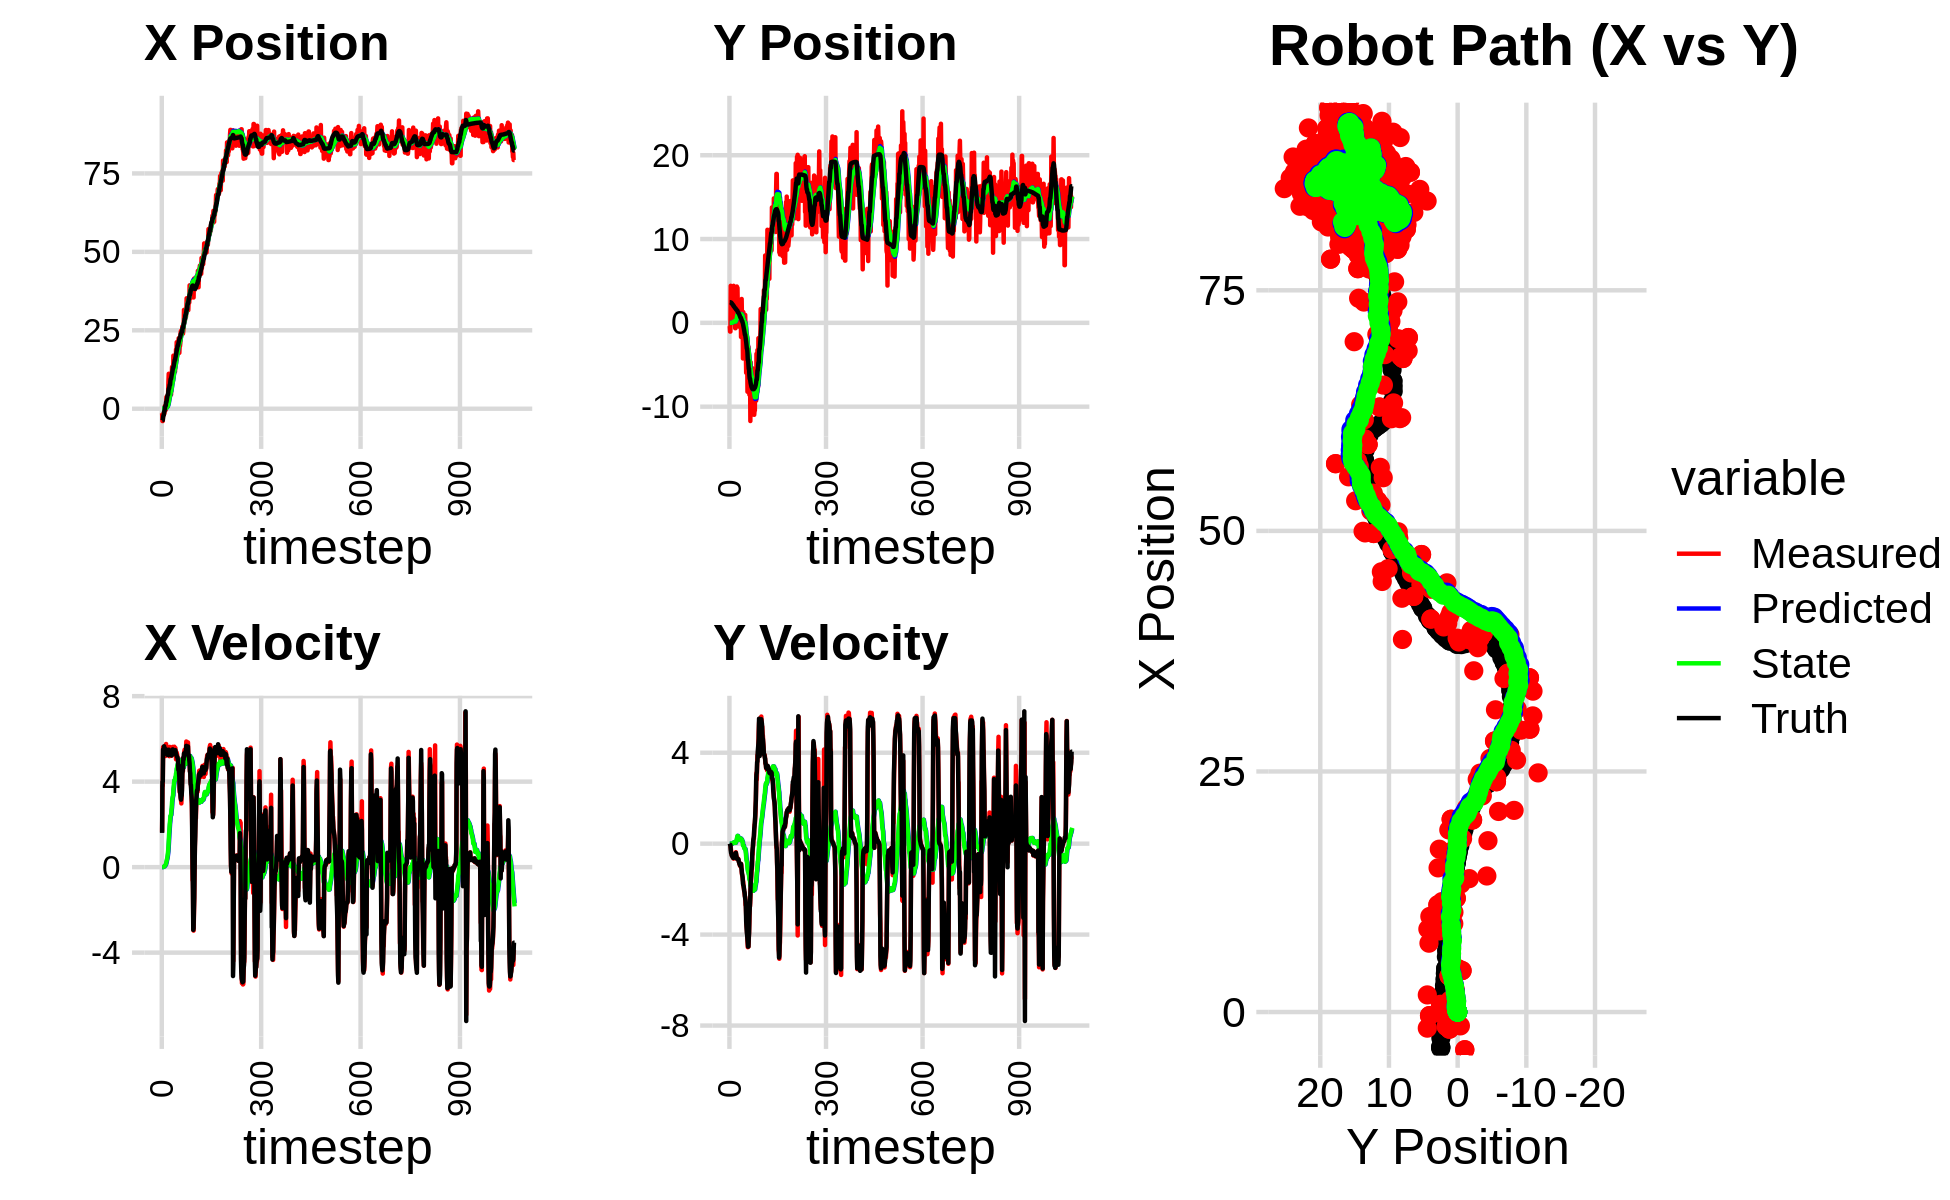 X Position
75
50
25
0
0
300
600
900
timestep
Y Position
20
10
0
-10
0
300
600
900
timestep
X Velocity
8
4
0
-4
0
300
600
900
timestep
Y Velocity
4
0
-4
-8
0
300
600
900
timestep
Robot Path (X vs Y)
X Position
75
50
25
0
20 10 0 -10 -20
Y Position
variable
Measured
Predicted
State
Truth